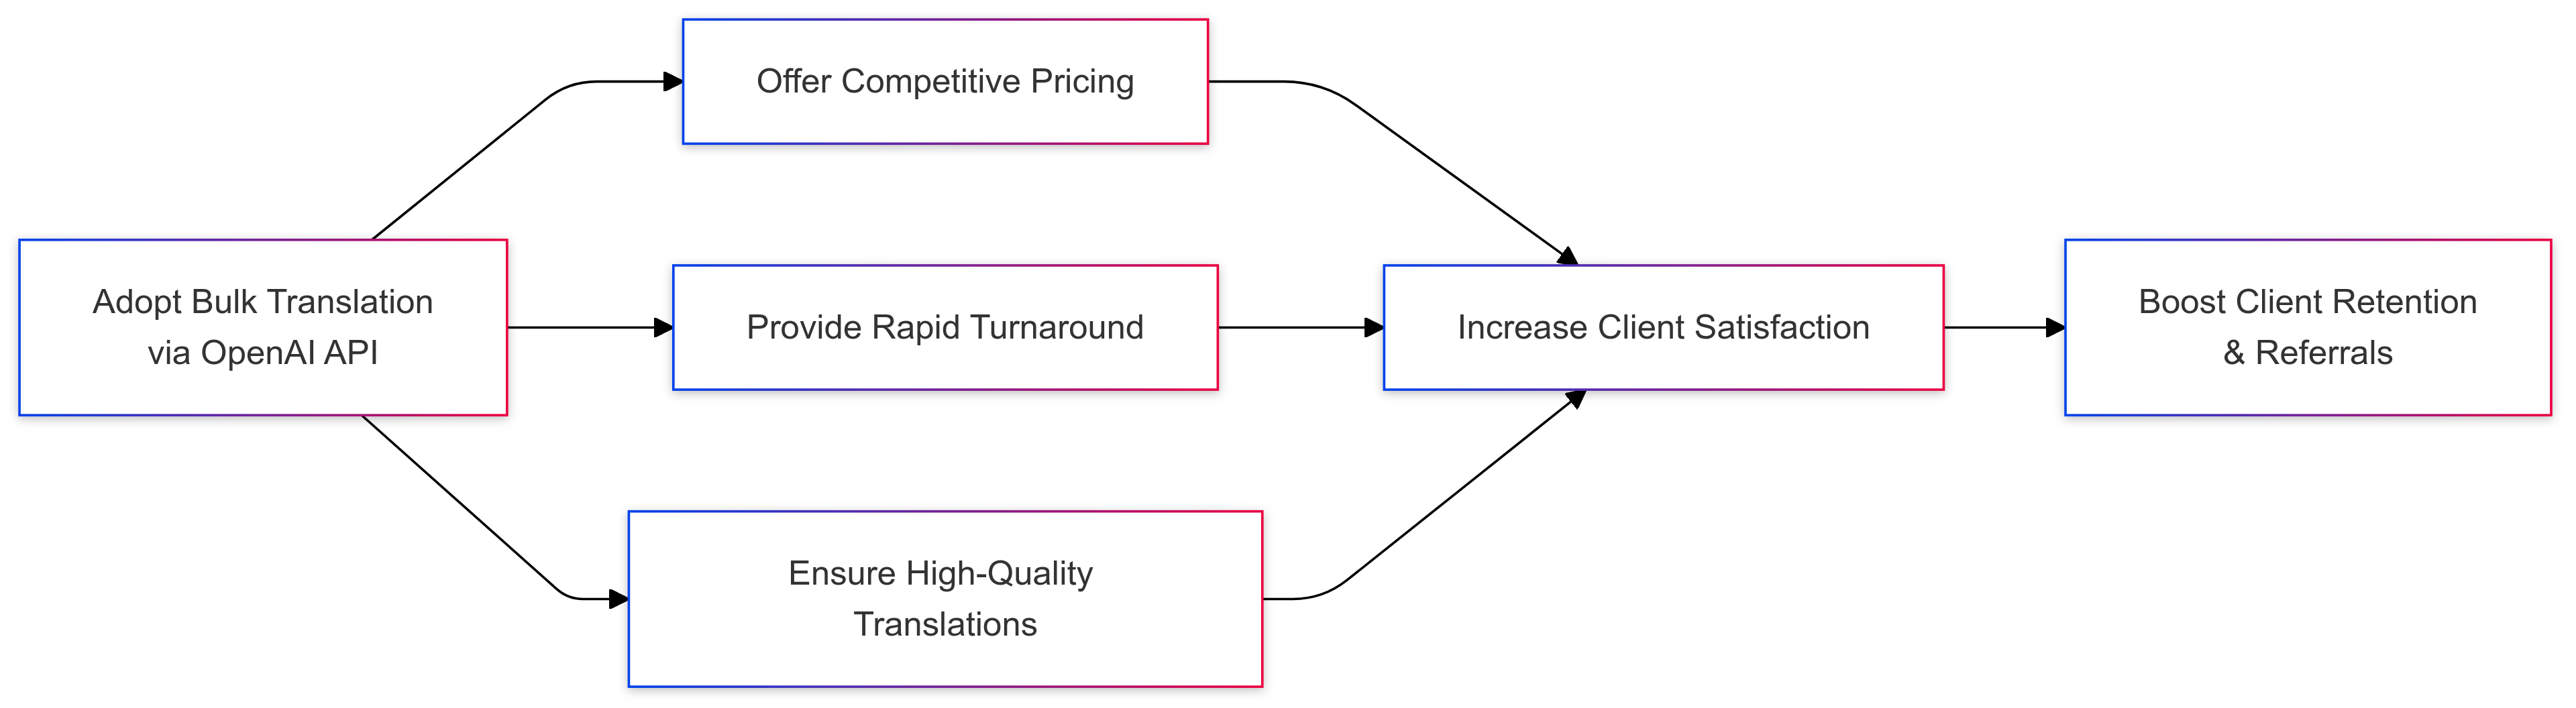 Offer Competitive Pricing
Adopt Bulk Translation
via OpenAI API
Provide Rapid Turnaround
Increase Client Satisfaction
Boost Client Retention
& Referrals
Ensure High-Quality
Translations